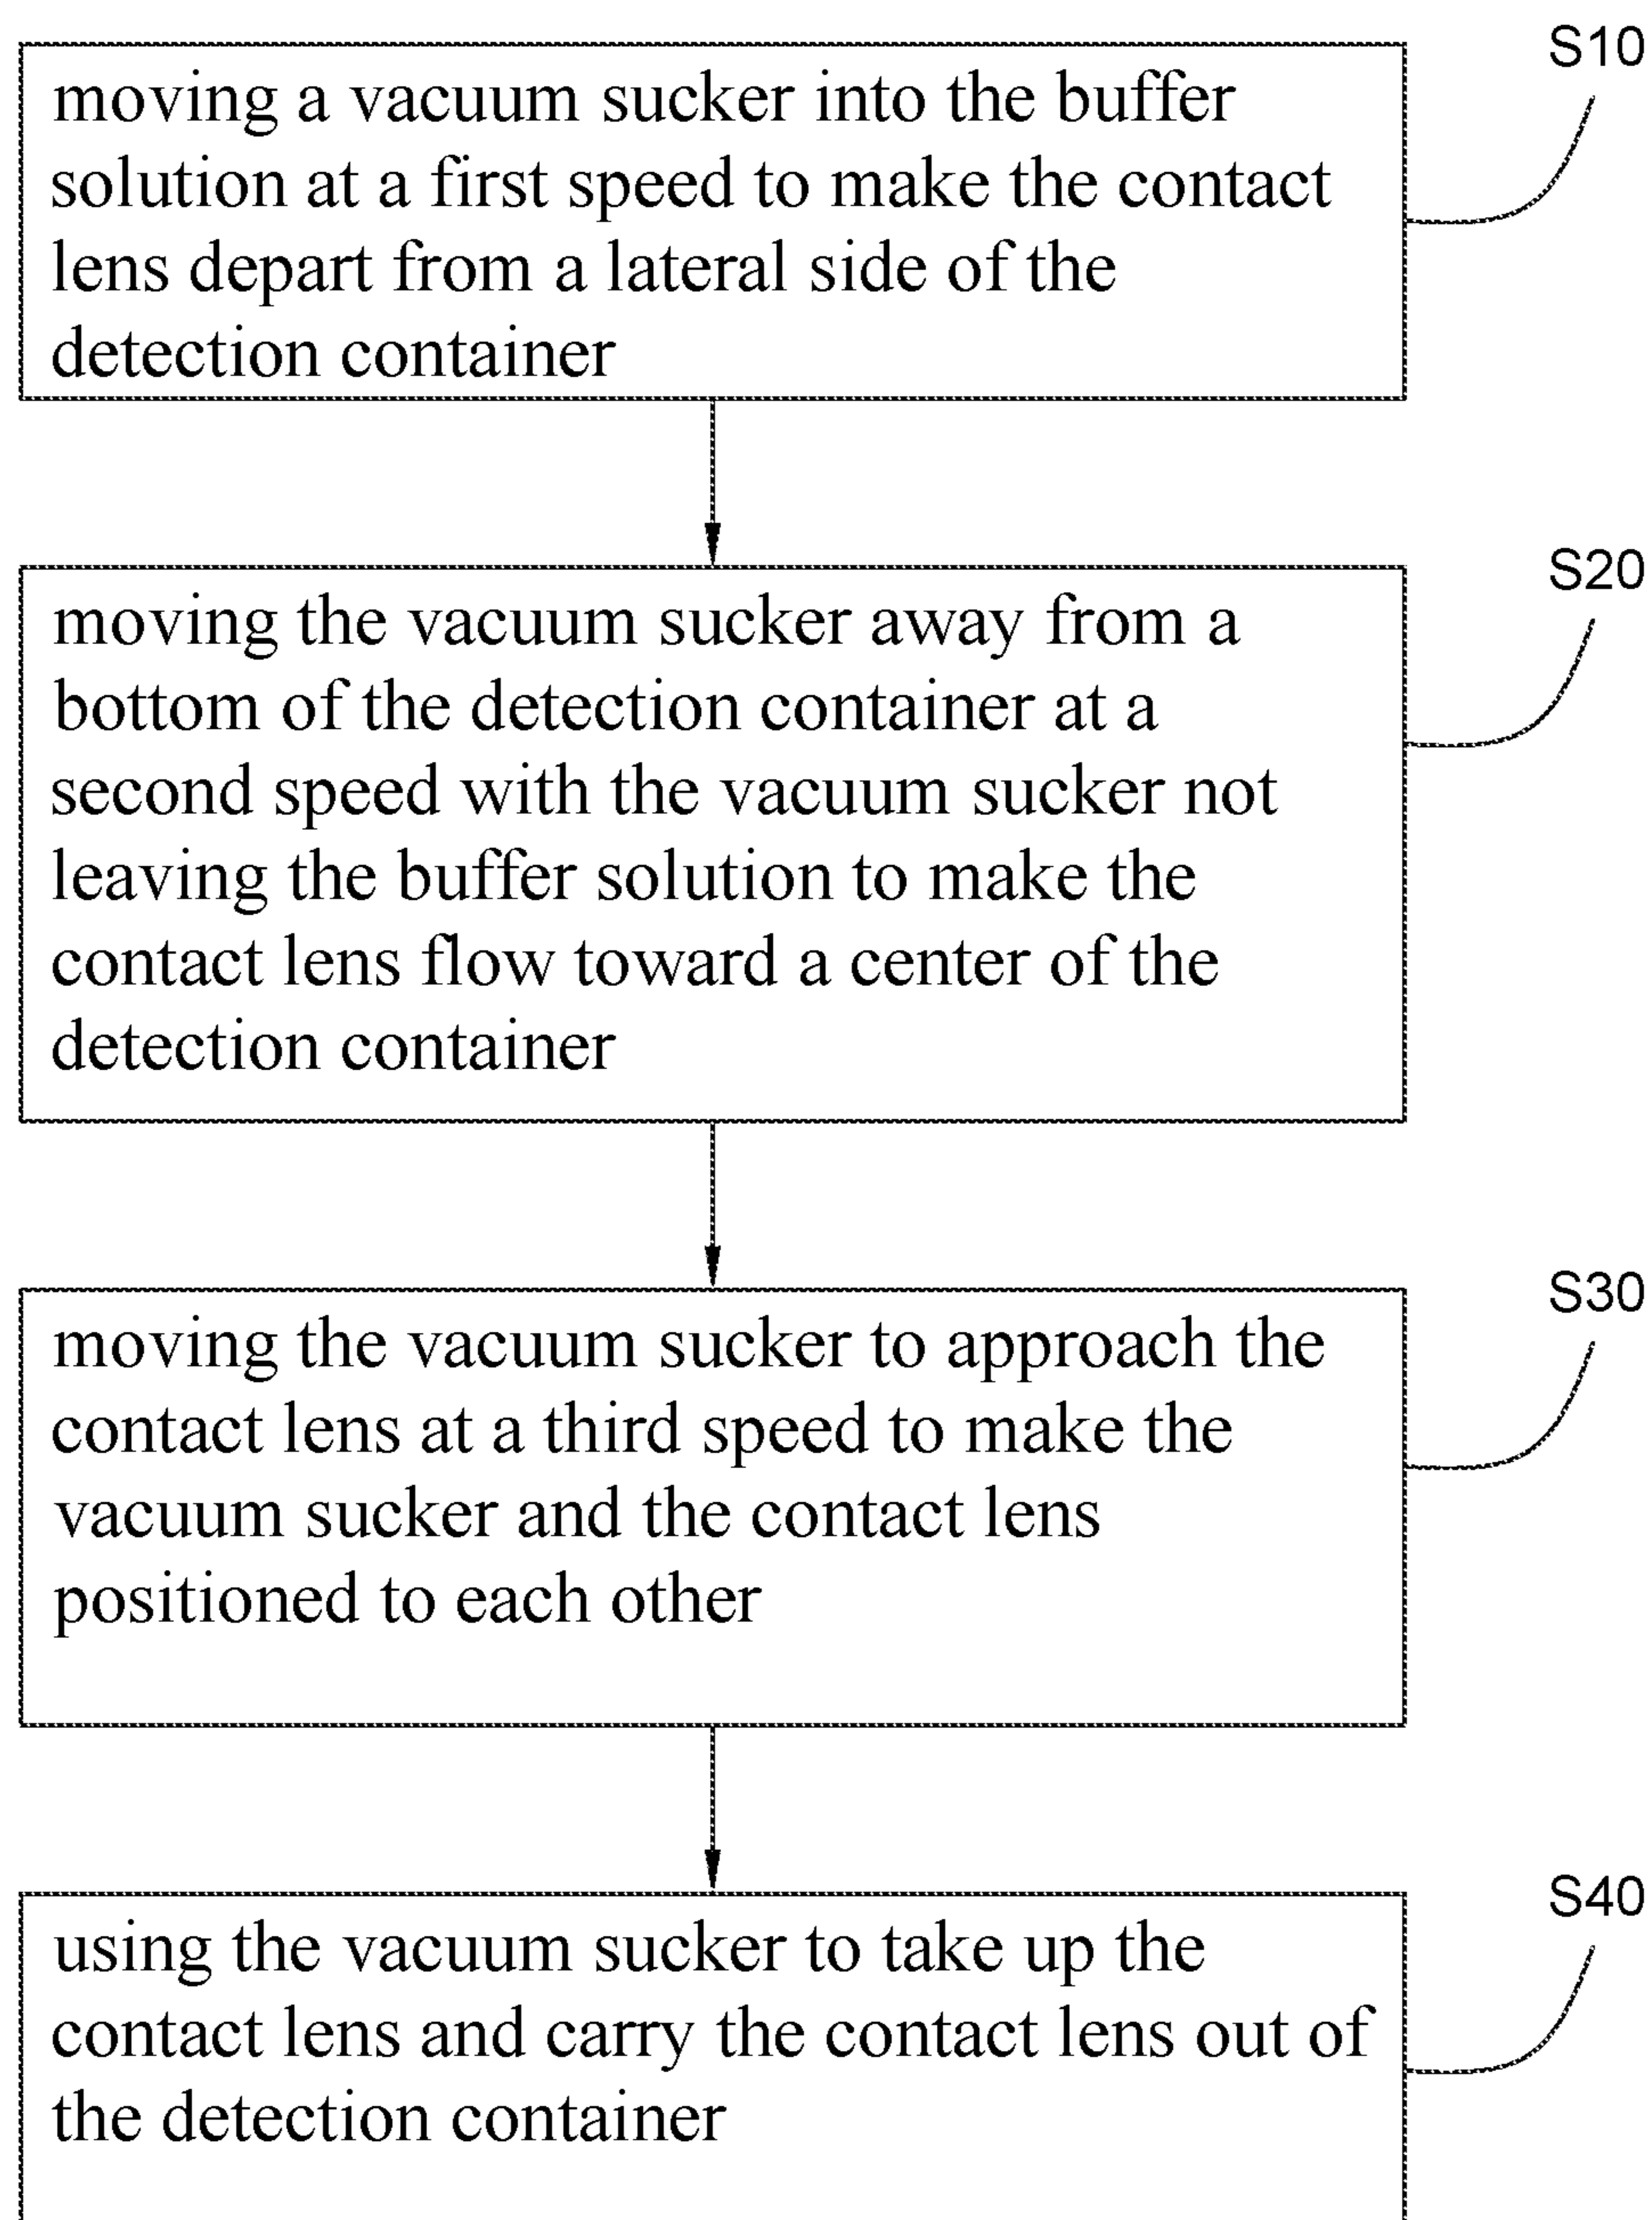 S10
moving a vacuum sucker into the buffer
solution at a first speed to make the contact
lens depart from a lateral side of the
detection container
S20
moving the vacuum sucker away from a
bottom of the detection container at a
second speed with the vacuum sucker not
leaving the buffer solution to make the
contact lens flow toward a center of the
detection container
S30
moving the vacuum sucker to approach the
contact lens at a third speed to make the
vacuum sucker and the contact lens
positioned to each other
S40
using the vacuum sucker to take up the
contact lens and carry the contact lens out of
the detection container